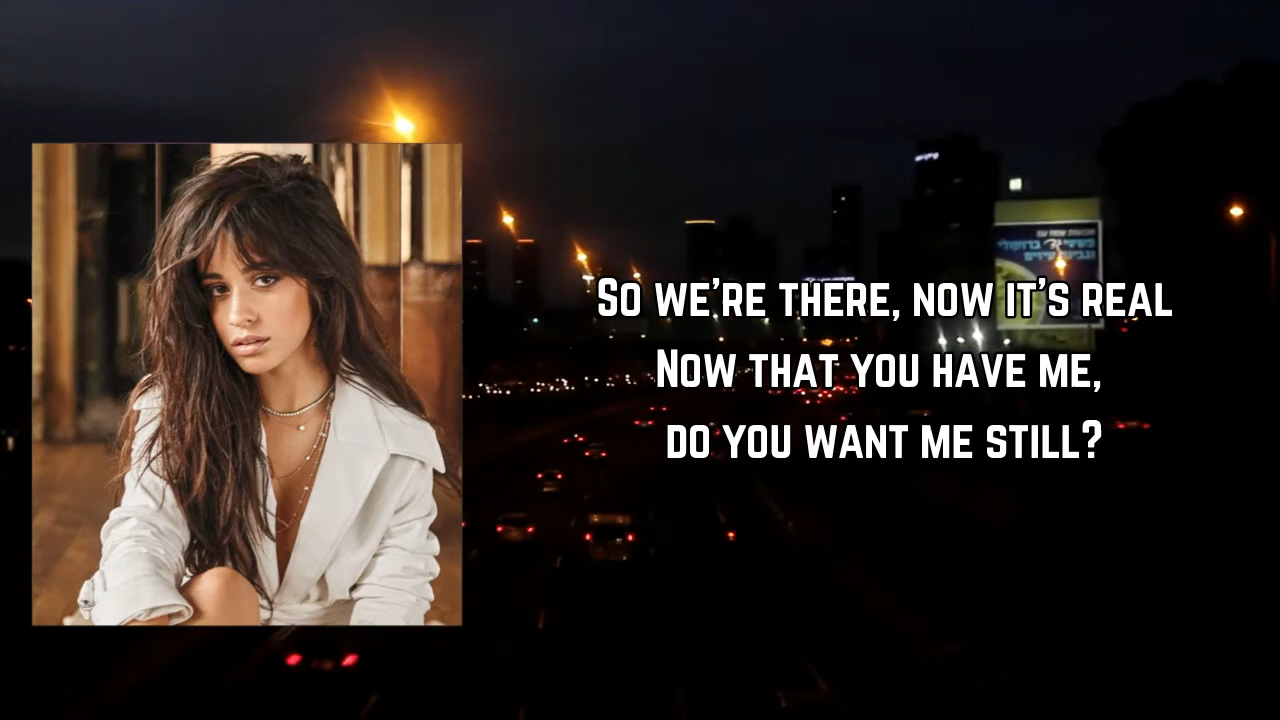 So we're there, now it's real
Now that you have me,
do you want me still?